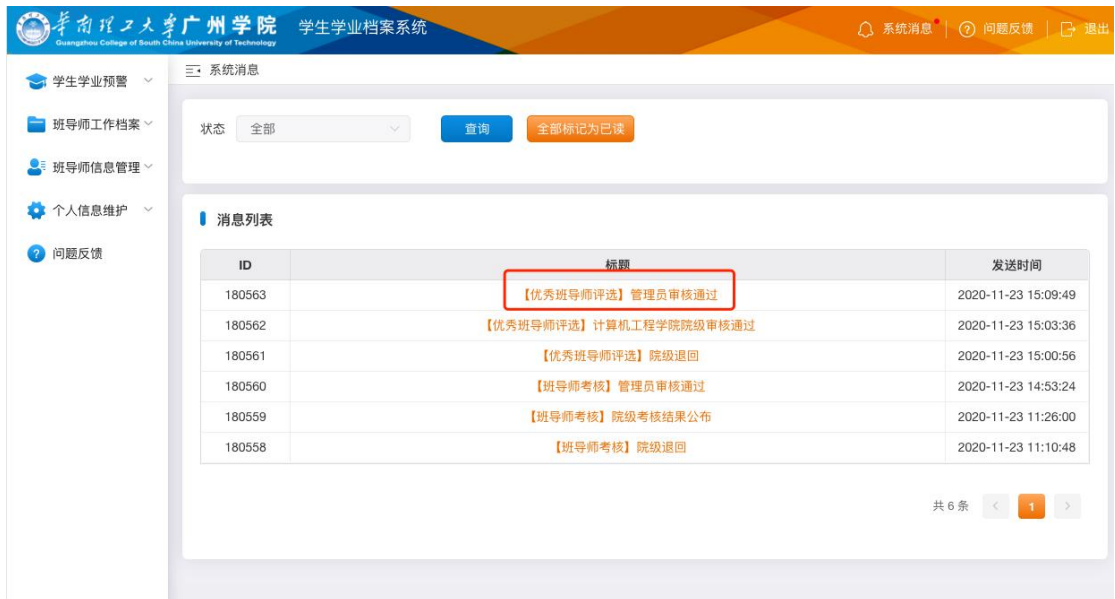 华南理工大学广州学院 学生学业档案系统 系统消息 问题反馈 退出
Guangzhou College of South China University of Technology
学生学业预警
班导师工作档案
班导师信息管理
个人信息维护
问题反馈
系统消息
状态 全部 查询 全部标记为已读
消息列表
ID 标题 发送时间
180563 【优秀班导师评选】管理员审核通过 2020-11-23 15:09:49
180562 【优秀班导师评选】计算机工程学院院级审核通过 2020-11-23 15:03:36
180561 【优秀班导师评选】院级退回 2020-11-23 15:00:56
180560 【班导师考核】管理员审核通过 2020-11-23 14:53:24
180559 【班导师考核】院级考核结果公布 2020-11-23 11:26:00
180558 【班导师考核】院级退回 2020-11-23 11:10:48
共 6 条 < 1 >